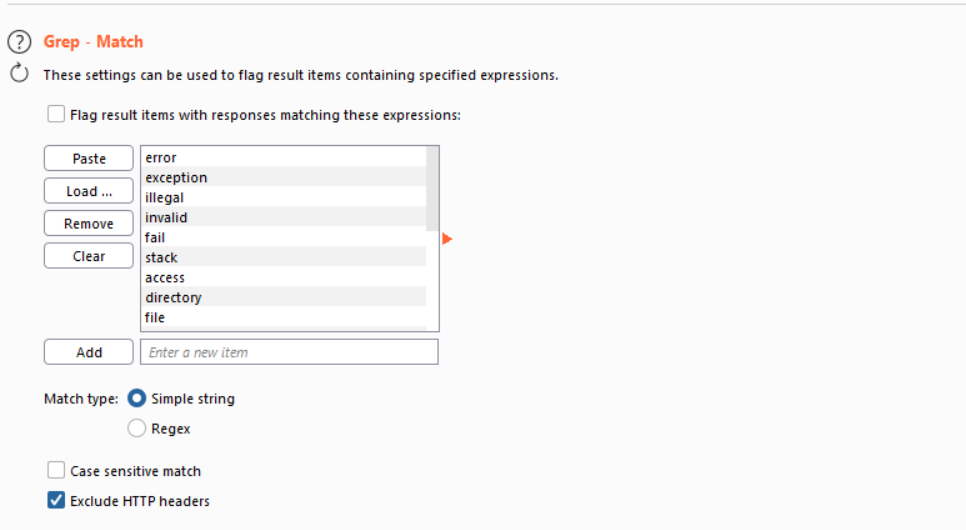 Grep - Match
These settings can be used to flag result items containing specified expressions.
Flag result items with responses matching these expressions:
Paste
error
exception
Load ...
illegal
Remove
invalid
fail
Clear
stack
access
directory
file
Add
Enter a new item
Match type: Simple string
Regex
Case sensitive match
Exclude HTTP headers